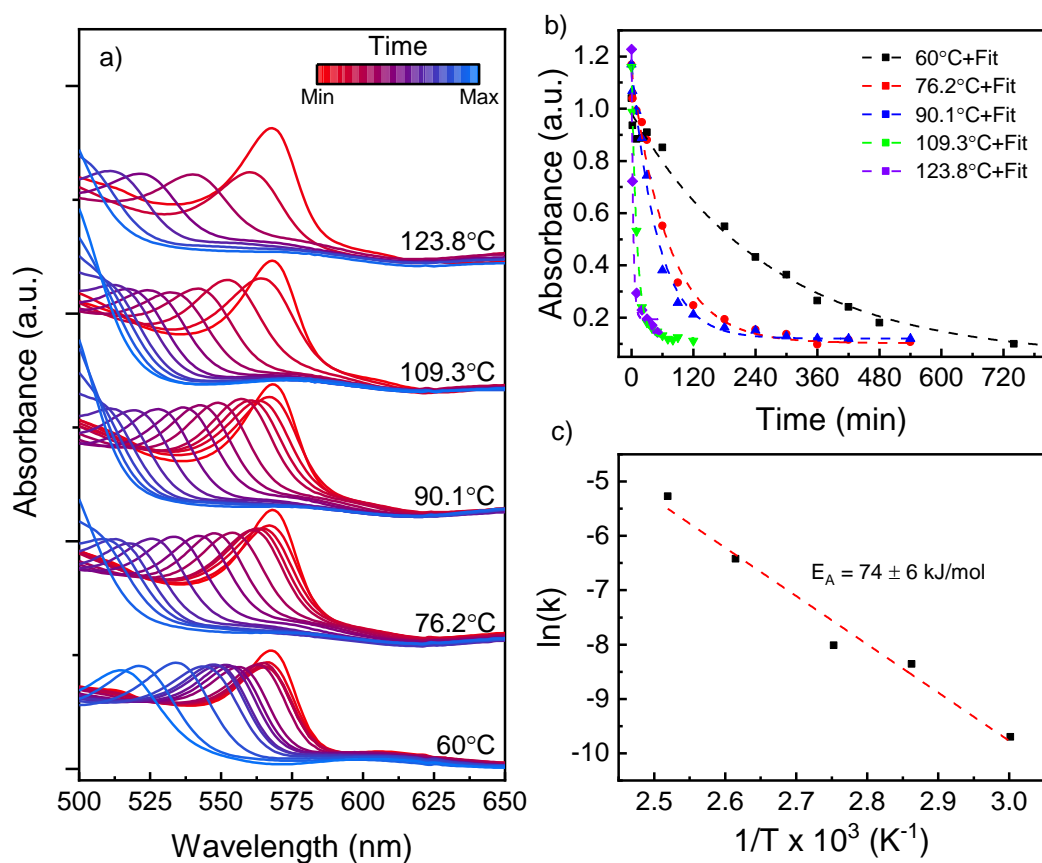 a)
Time
Min
Max
123.8°C
109.3°C
90.1°C
76.2°C
60°C
Absorbance (a.u.)
500 525 550 575 600 625 650
Wavelength (nm)
b)
60°C+Fit
76.2°C+Fit
90.1°C+Fit
109.3°C+Fit
123.8°C+Fit
1.2
1.0
0.8
0.6
0.4
0.2
Absorbance (a.u.)
0 120 240 360 480 600 720
Time (min)
c)
-5
-6
-7
-8
-9
-10
ln(k)
E_A = 74 ± 6 kJ/mol
2.5 2.6 2.7 2.8 2.9 3.0
1/T x 10³ (K⁻¹)